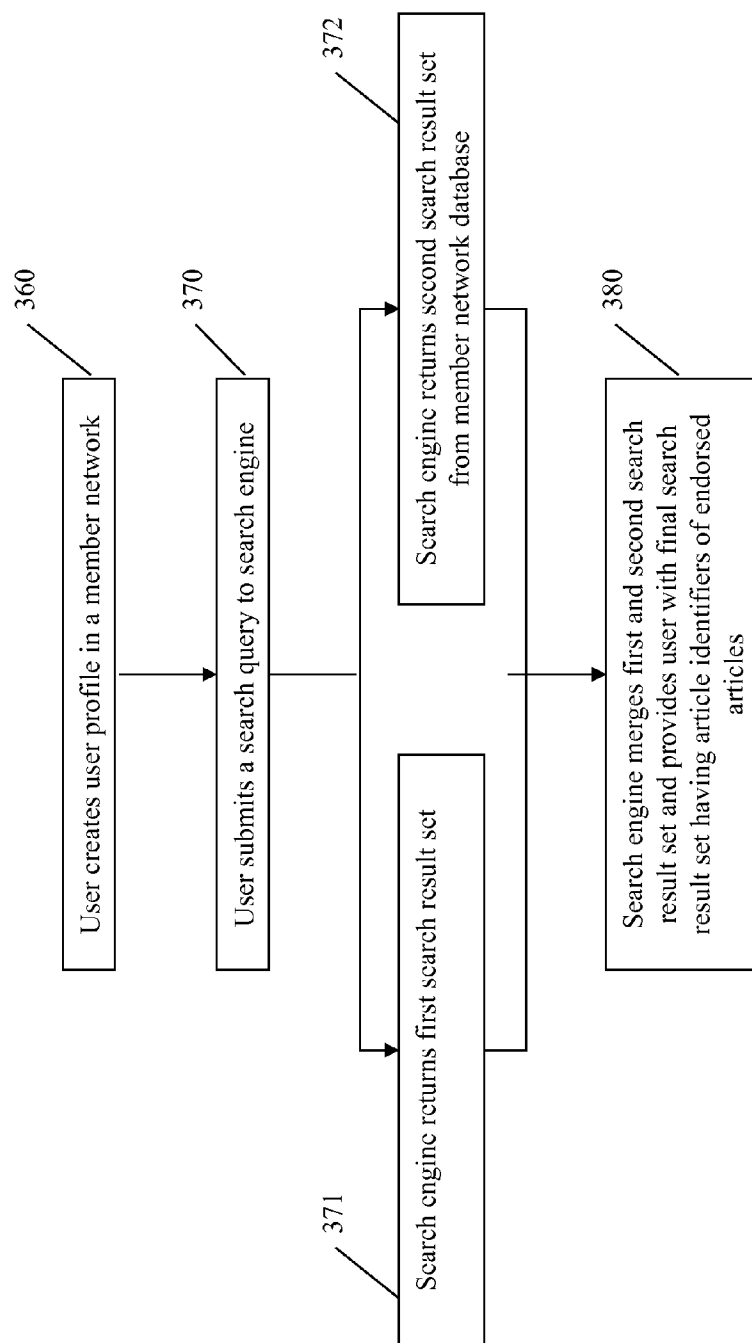 360
User creates user profile in a member network
370
User submits a search query to search engine
371
Search engine returns first search result set
372
Search engine returns second search result set
from member network database
380
Search engine merges first and second search
result set and provides user with final search
result set having article identifiers of endorsed
articles